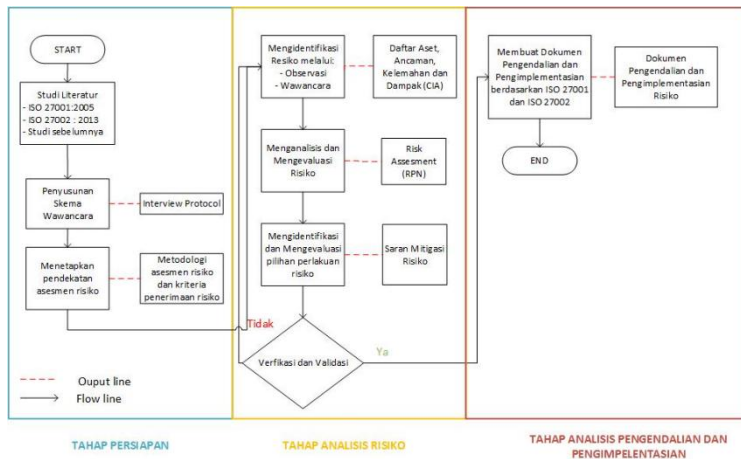 START
Studi Literatur
- ISO 27001:2005
- ISO 27002 : 2013
- Studi sebelumnya
Penyusunan
Skema
Wawancara
Interview Protocol
Menetapkan
pendekatan
asesmen risiko
Metodologi
asesmen risiko
dan kriteria
penerimaan risiko
Ouput line
Flow line
TAHAP PERSIAPAN
Mengidentifikasi
Resiko melalui:
- Observasi
- Wawancara
Daftar Aset,
Ancaman,
Kelemahan dan
Dampak (CIA)
Menganalisis dan
Mengevaluasi
Risiko
Risk
Assesment
(RPN)
Mengidentifikasi
dan Mengevaluasi
pilihan perlakuan
risiko
Saran Mitigasi
Risiko
Tidak
Verfikasi dan Validasi
Ya
TAHAP ANALISIS RISIKO
Membuat Dokumen
Pengendalian dan
Pengimplementasian
berdasarkan ISO 27001
dan ISO 27002
Dokumen
Pengendalian dan
Pengimplementasian
Risiko
END
TAHAP ANALISIS PENGENDALIAN DAN
PENGIMPELENTASIAN